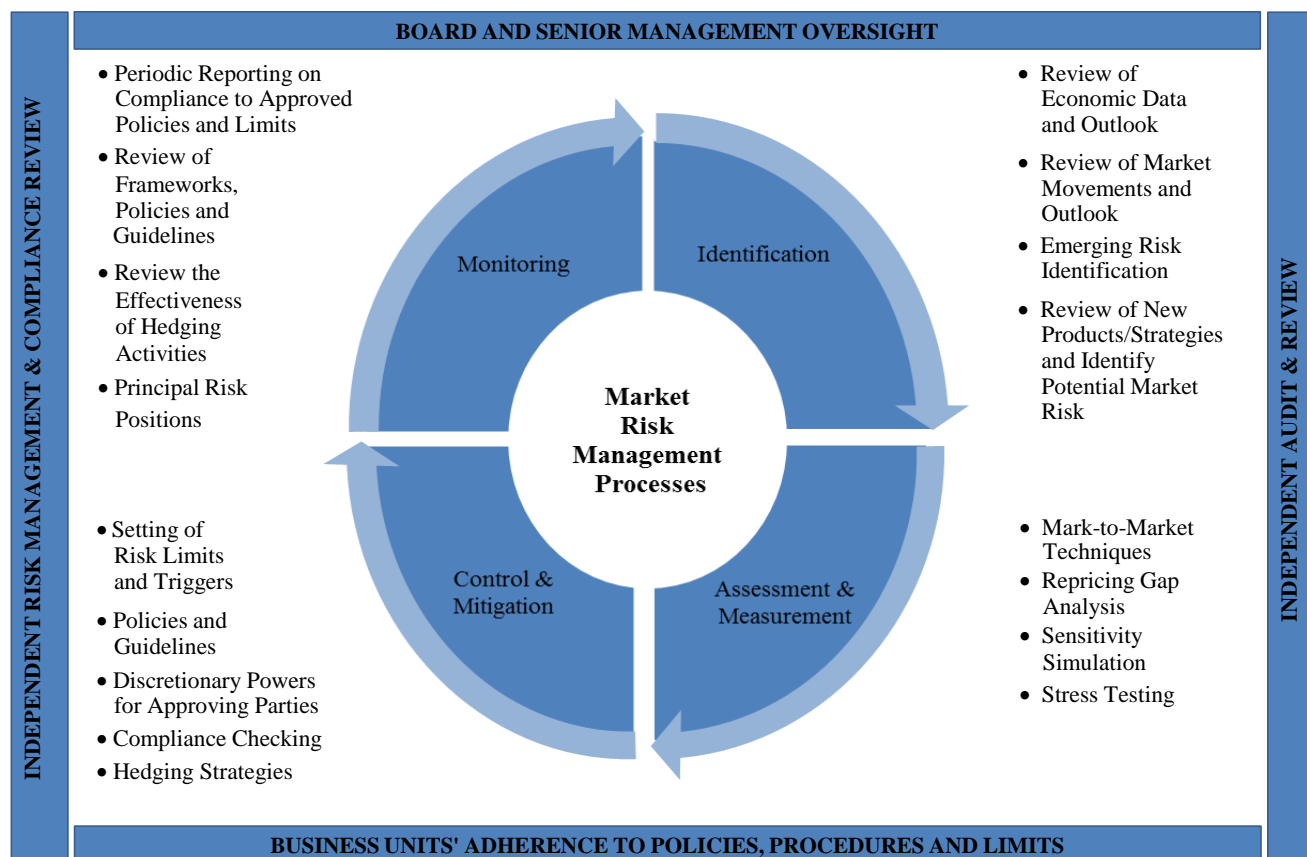 BOARD AND SENIOR MANAGEMENT OVERSIGHT
INDEPENDENT RISK MANAGEMENT & COMPLIANCE REVIEW
• Periodic Reporting on
Compliance to Approved
Policies and Limits
• Review of
Frameworks,
Policies and
Guidelines
• Review the
Effectiveness
of Hedging
Activities
• Principal Risk
Positions
Monitoring
Identification
• Review of
Economic Data
and Outlook
• Review of Market
Movements and
Outlook
• Emerging Risk
Identification
• Review of New
Products/Strategies
and Identify
Potential Market
Risk
Market
Risk
Management
Processes
• Setting of
Risk Limits
and Triggers
• Policies and
Guidelines
• Discretionary Powers
for Approving Parties
• Compliance Checking
• Hedging Strategies
Control &
Mitigation
Assessment &
Measurement
• Mark-to-Market
Techniques
• Repricing Gap
Analysis
• Sensitivity
Simulation
• Stress Testing
INDEPENDENT AUDIT & REVIEW
BUSINESS UNITS' ADHERENCE TO POLICIES, PROCEDURES AND LIMITS